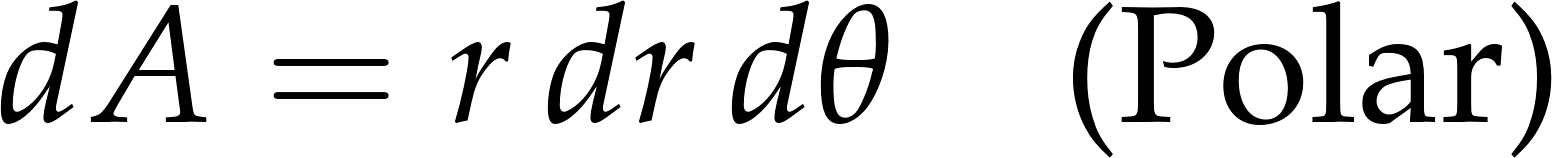 dA = r dr dθ (Polar)